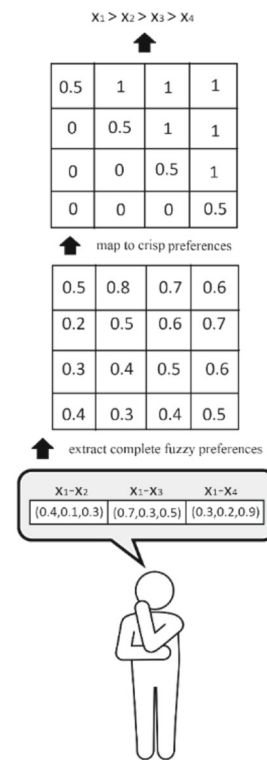 x₁ > x₂ > x₃ > x₄
0.5 1 1 1
0 0.5 1 1
0 0 0.5 1
0 0 0 0.5
map to crisp preferences
0.5 0.8 0.7 0.6
0.2 0.5 0.6 0.7
0.3 0.4 0.5 0.6
0.4 0.3 0.4 0.5
extract complete fuzzy preferences
x₁-x₂ x₁-x₃ x₁-x₄
(0.4,0.1,0.3) (0.7,0.3,0.5) (0.3,0.2,0.9)